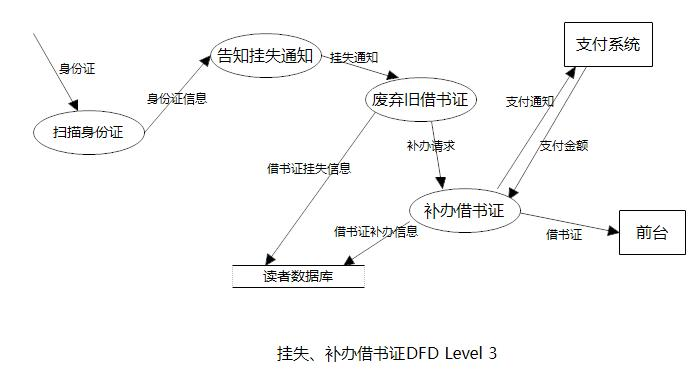 支付系统
告知挂失通知
挂失通知
身份证
身份证信息
废弃旧借书证
支付通知
扫描身份证
补办请求
支付金额
借书证挂失信息
补办借书证
借书证补办信息
借书证
前台
读者数据库
挂失、补办借书证DFD Level 3